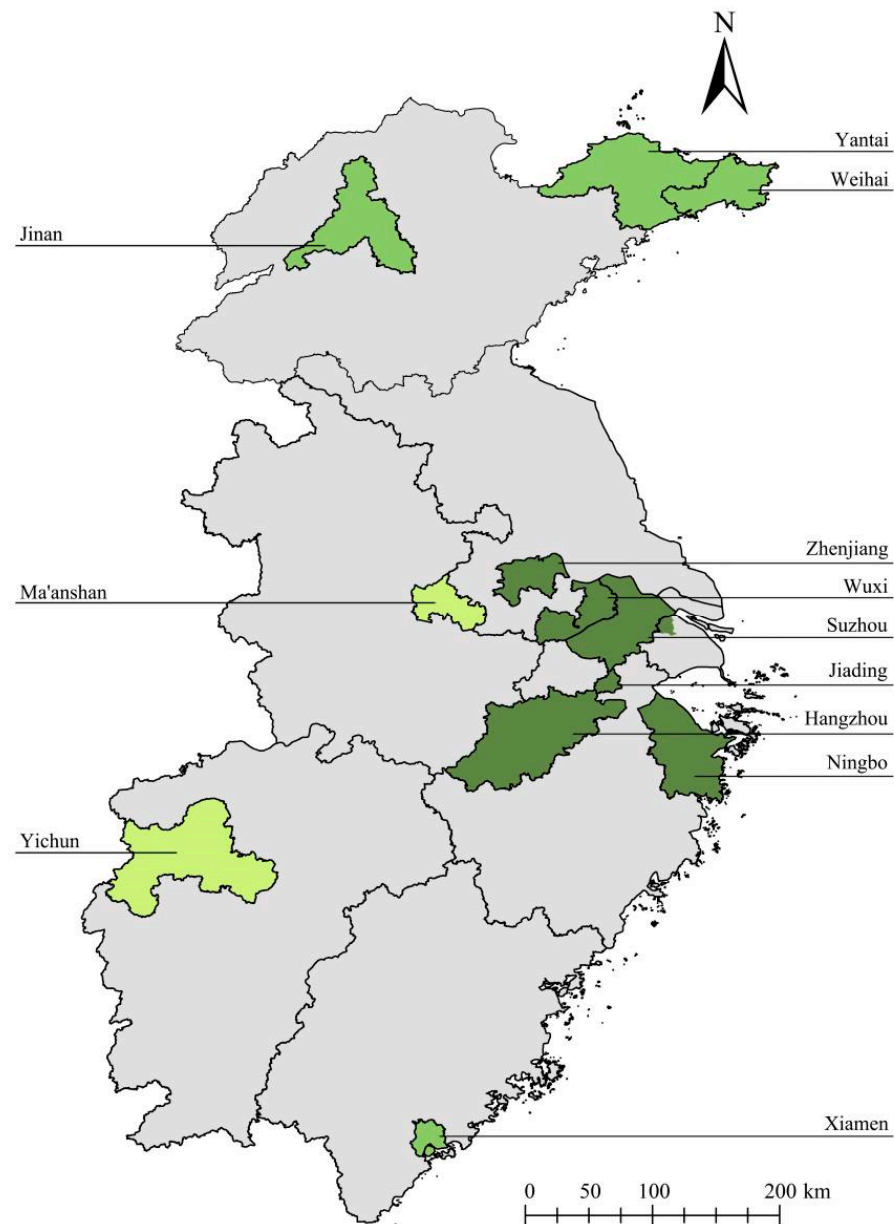 N
Yantai
Weihai
Jinan
Zhenjiang
Ma'anshan
Wuxi
Suzhou
Jiading
Hangzhou
Ningbo
Yichun
Xiamen
0 50 100 200 km